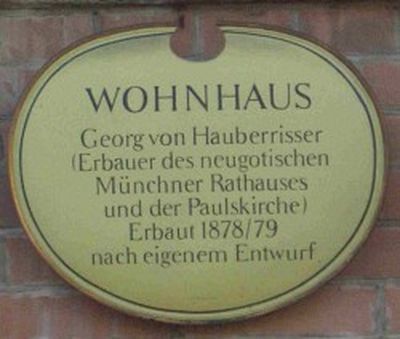 WOHNHAUS
Georg von Hauberrisser
(Erbauer des neugotischen
Münchner Rathauses
und der Paulskirche)
Erbaut 1878/79
nach eigenem Entwurf